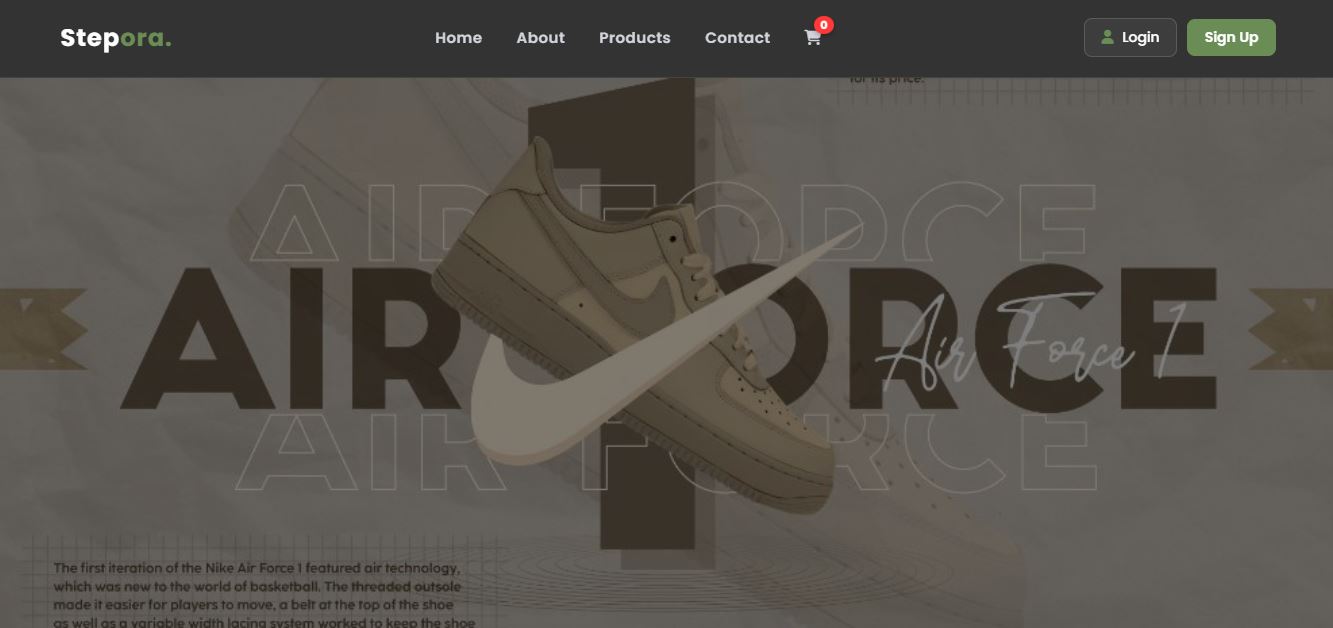 Stepora.
Home
About
Products
Contact
0
Login
Sign Up
for its price.
1
AIR FORCE
AIR FORCE
Air Force 1
AIR FORCE
The first iteration of the Nike Air Force 1 featured air technology,
which was new to the world of basketball. The threaded outsole
made it easier for players to move, a belt at the top of the shoe
as well as a variable width lacing system worked to keep the shoe